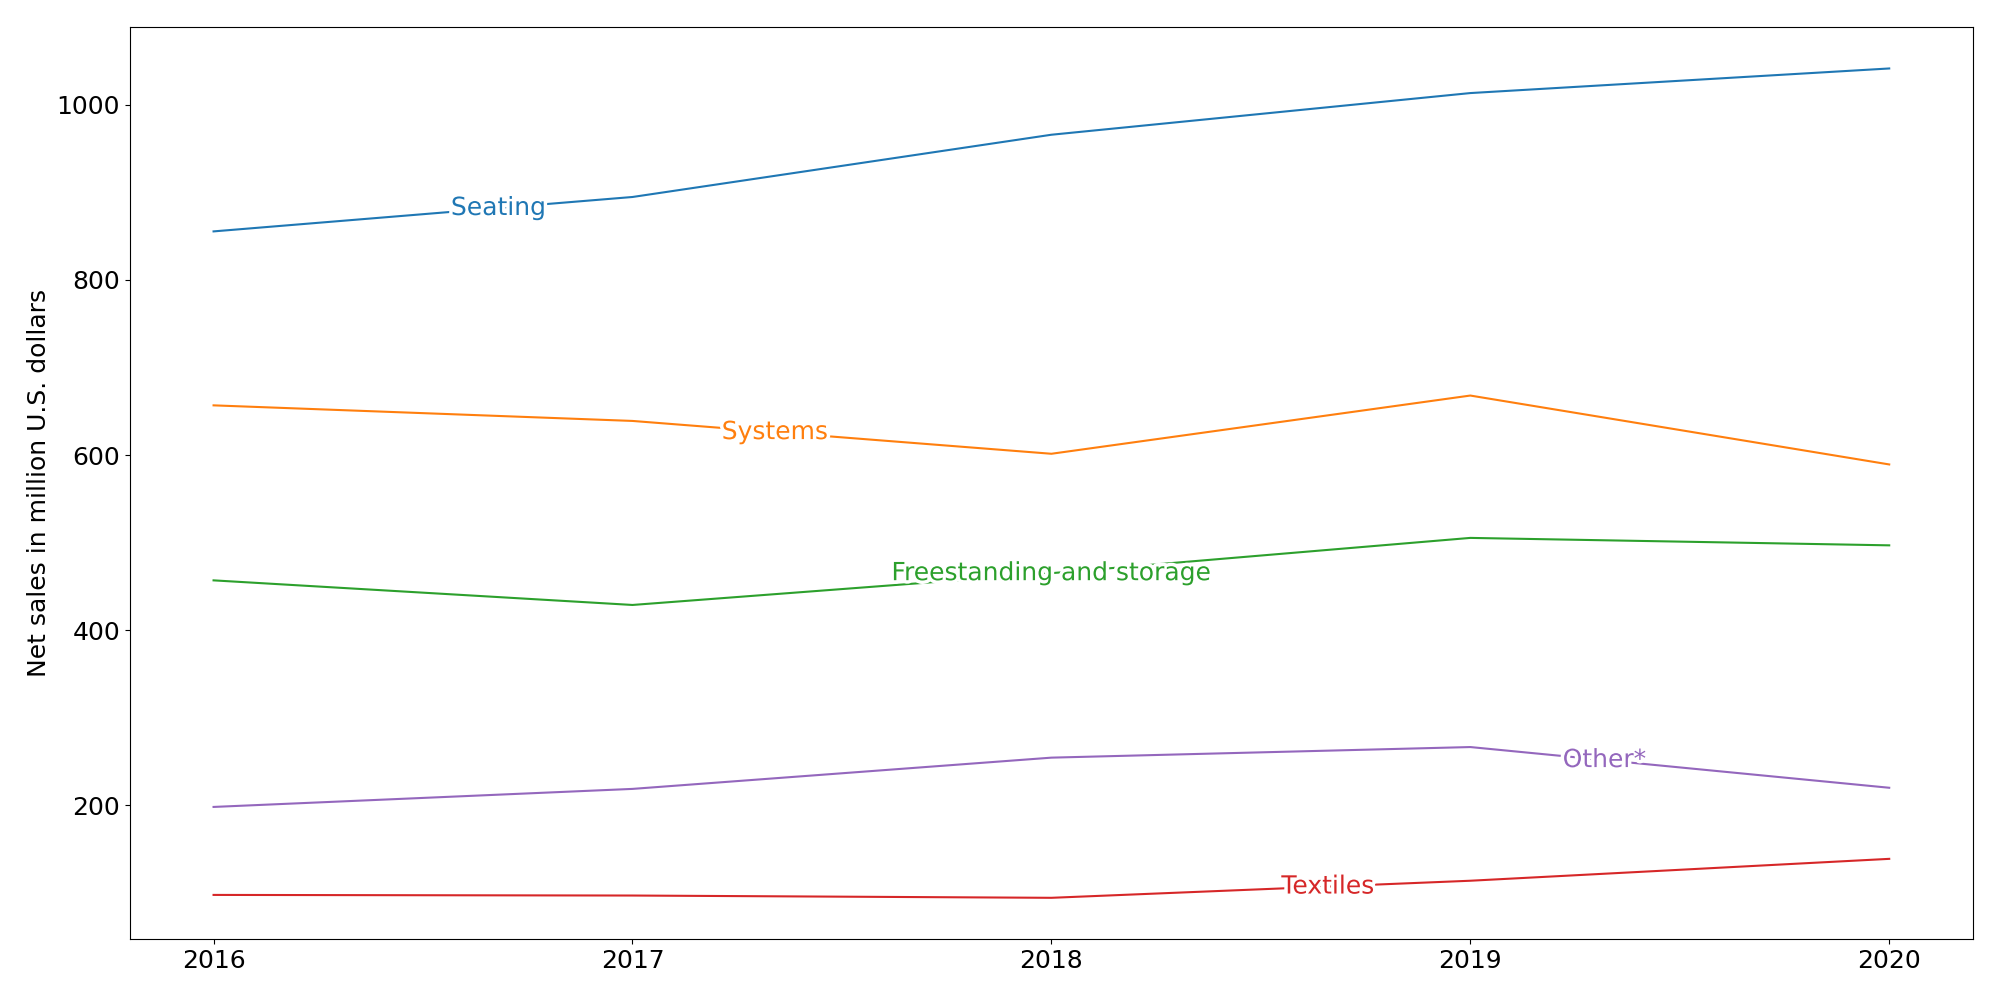 1000
800
600
400
200
Net sales in million U.S. dollars
Seating
Systems
Freestanding and storage
Other*
Textiles
2016 2017 2018 2019 2020